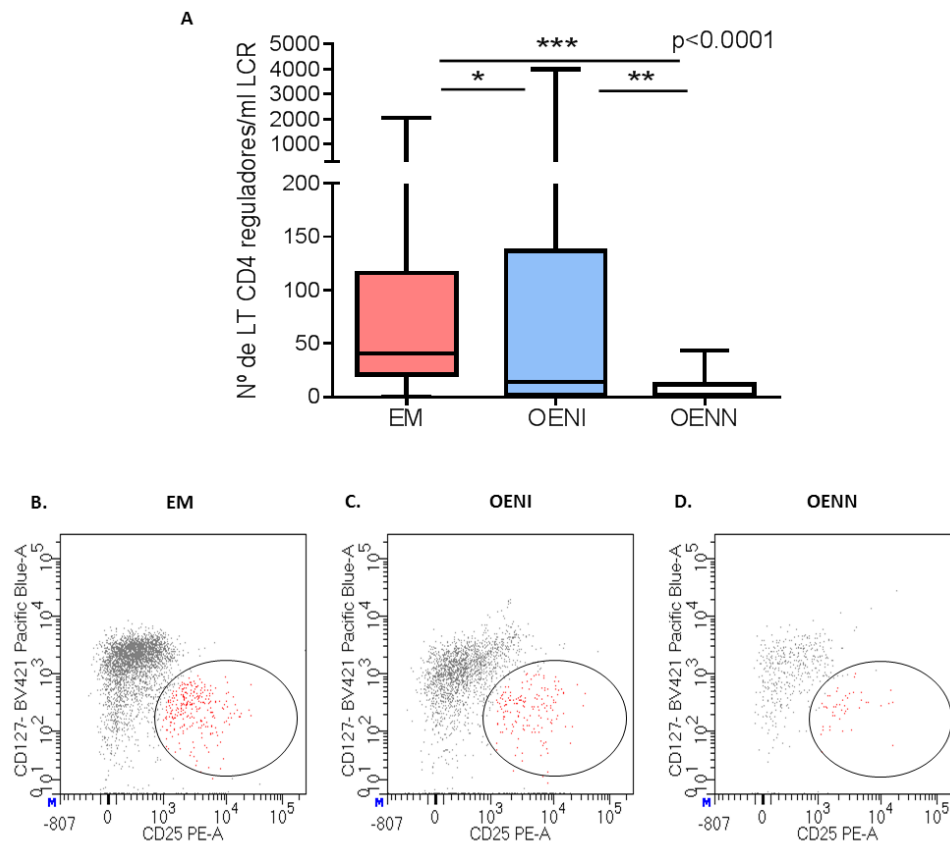 A
Nº de LT CD4 reguladores/ml LCR
5000
4000
3000
2000
1000
200
150
100
50
0
***
p<0.0001
*
**
EM
OENI
OENN
B.
EM
C.
OENI
D.
OENN
CD127- BV421 Pacific Blue-A
10^5
10^4
10^3
10^2
10^1
0
M
-807
0
10^3
10^4
10^5
CD25 PE-A
CD127- BV421 Pacific Blue-A
10^5
10^4
10^3
10^2
10^1
0
M
-807
0
10^3
10^4
10^5
CD25 PE-A
CD127- BV421 Pacific Blue-A
10^5
10^4
10^3
10^2
10^1
0
M
-807
0
10^3
10^4
10^5
CD25 PE-A